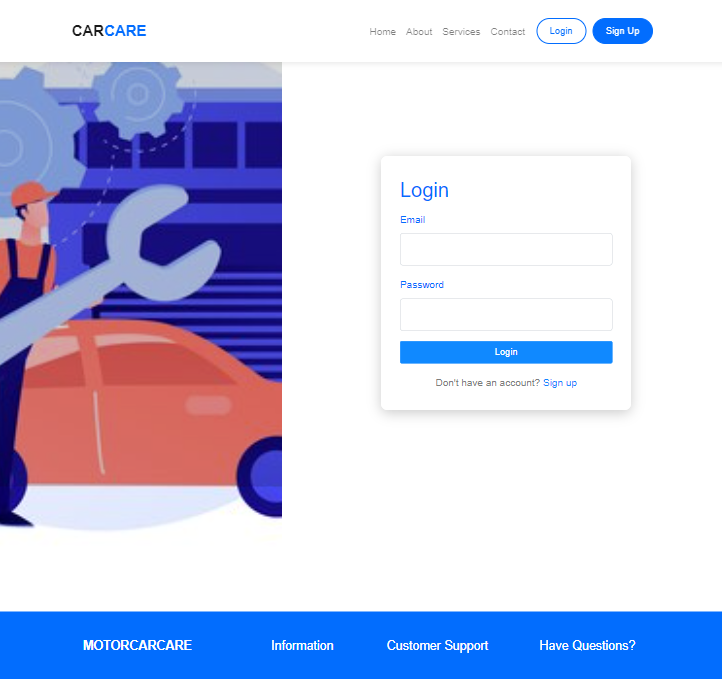 CARCARE
Home About Services Contact Login Sign Up
Login
Email
Password
Login
Don't have an account? Sign up
MOTORCARCARE Information Customer Support Have Questions?